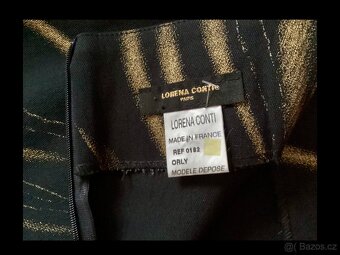 LORENA CONTI
PARIS
LORENA CONTI
MADE IN FRANCE
REF 0182
ORLY
MODELE DEPOSE
© Bazos.cz